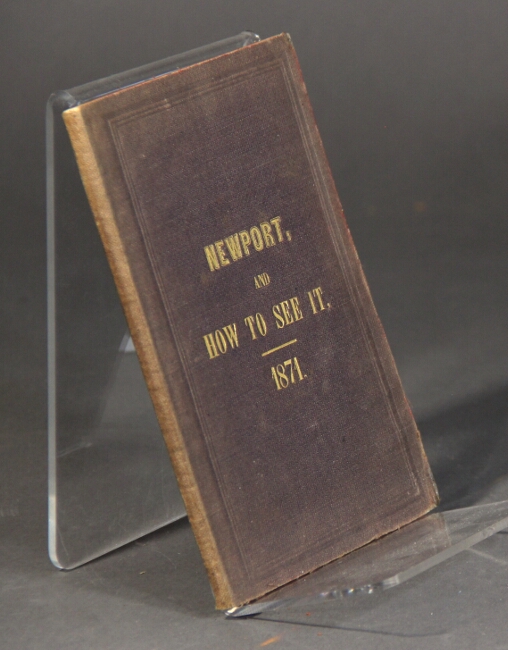 NEWPORT,
AND
HOW TO SEE IT,
1871.